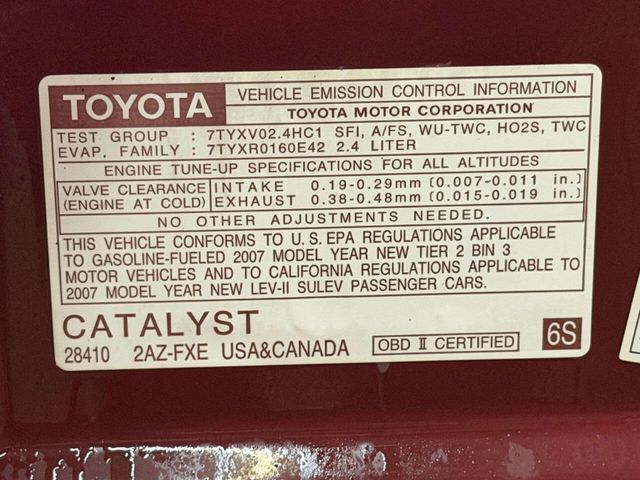 TOYOTA VEHICLE EMISSION CONTROL INFORMATION
TOYOTA MOTOR CORPORATION
TEST GROUP : 7TYXV02.4HC1 SFI, A/FS, WU-TWC, HO2S, TWC
EVAP. FAMILY : 7TYXR0160E42 2.4 LITER
ENGINE TUNE-UP SPECIFICATIONS FOR ALL ALTITUDES
VALVE CLEARANCE INTAKE 0.19-0.29mm (0.007-0.011 in.)
(ENGINE AT COLD) EXHAUST 0.38-0.48mm (0.015-0.019 in.)
NO OTHER ADJUSTMENTS NEEDED.
THIS VEHICLE CONFORMS TO U.S.EPA REGULATIONS APPLICABLE
TO GASOLINE-FUELED 2007 MODEL YEAR NEW TIER 2 BIN 3
MOTOR VEHICLES AND TO CALIFORNIA REGULATIONS APPLICABLE TO
2007 MODEL YEAR NEW LEV-II SULEV PASSENGER CARS.
CATALYST
28410 2AZ-FXE USA&CANADA OBD II CERTIFIED 6S